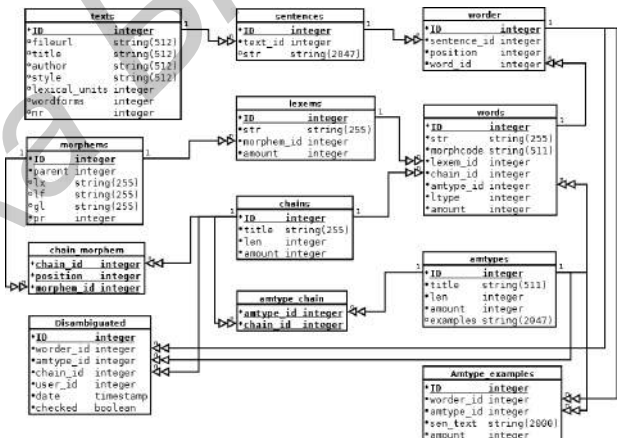 texts
*ID integer
°fileurl string(512)
°title string(512)
°author string(512)
°style string(512)
°lexical_units integer
°wordforms integer
°nr integer
sentences
*ID integer
*text_id integer
°str string(2047)
worder
*ID integer
*sentence_id integer
*position integer
*word_id integer
lexems
*ID integer
*str string(255)
*morphem_id integer
*amount integer
words
*ID integer
*str string(255)
*morphcode string(511)
*lexem_id integer
*chain_id integer
*amtype_id integer
*ltype integer
*amount integer
morphems
*ID integer
*parent integer
°lx string(255)
°lf string(255)
°gl string(255)
*pr integer
chains
*ID integer
*title string(255)
*len integer
*amount integer
chain_morphem
*chain_id integer
*position integer
*morphem_id integer
amtypes
*ID integer
*title string(511)
*len integer
*amount integer
°examples string(2047)
amtype_chain
*amtype_id integer
*chain_id integer
Disambiguated
*ID integer
*worder_id integer
*amtype_id integer
*chain_id integer
*user_id integer
*date timestamp
*checked boolean
Amtype_examples
*ID integer
*worder_id integer
*amtype_id integer
*sen_text string(2000)
*amount integer